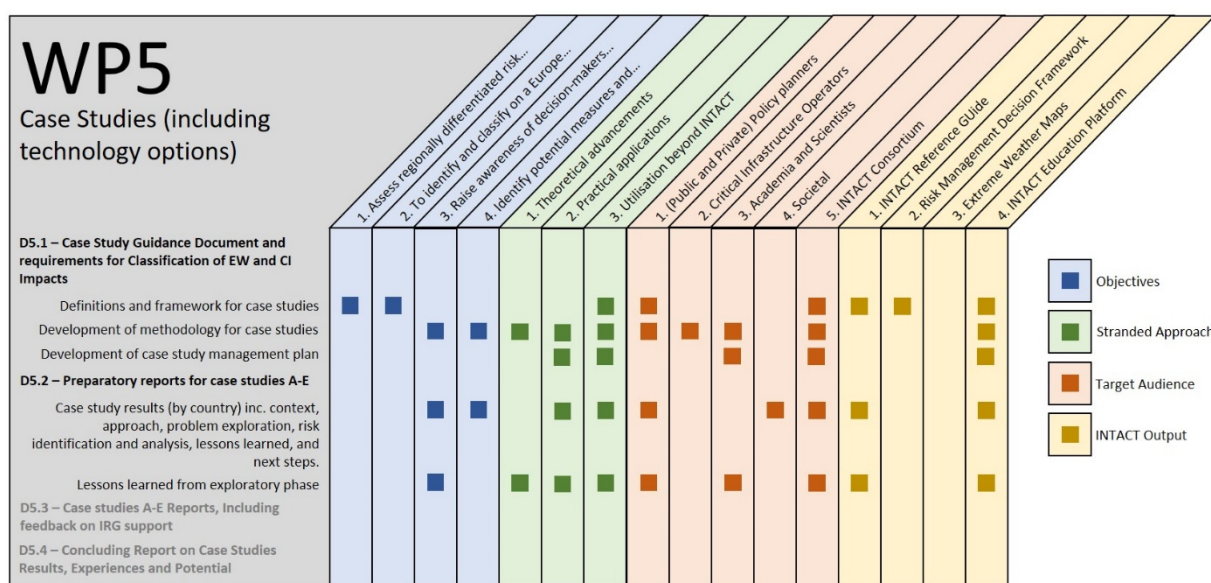 WP5
Case Studies (including
technology options)
1. Assess regionally differentiated risk...
2. To identify and classify on a Europe...
3. Raise awareness of decision-makers...
4. Identify potential measures and...
1. Theoretical advancements
2. Practical applications
3. Utilisation beyond INTACT
1. (Public and Private) Policy planners
2. Critical Infrastructure Operators
3. Academia and Scientists
4. Societal
5. INTACT Consortium
1. INTACT Reference GUIde
2. Risk Management Decision Framework
3. Extreme Weather Maps
4. INTACT Education Platform
D5.1 – Case Study Guidance Document and
requirements for Classification of EW and CI
Impacts
Definitions and framework for case studies
Development of methodology for case studies
Development of case study management plan
D5.2 – Preparatory reports for case studies A-E
Case study results (by country) inc. context,
approach, problem exploration, risk
identification and analysis, lessons learned, and
next steps.
Lessons learned from exploratory phase
D5.3 – Case studies A-E Reports, Including
feedback on IRG support
D5.4 – Concluding Report on Case Studies
Results, Experiences and Potential
Objectives
Stranded Approach
Target Audience
INTACT Output